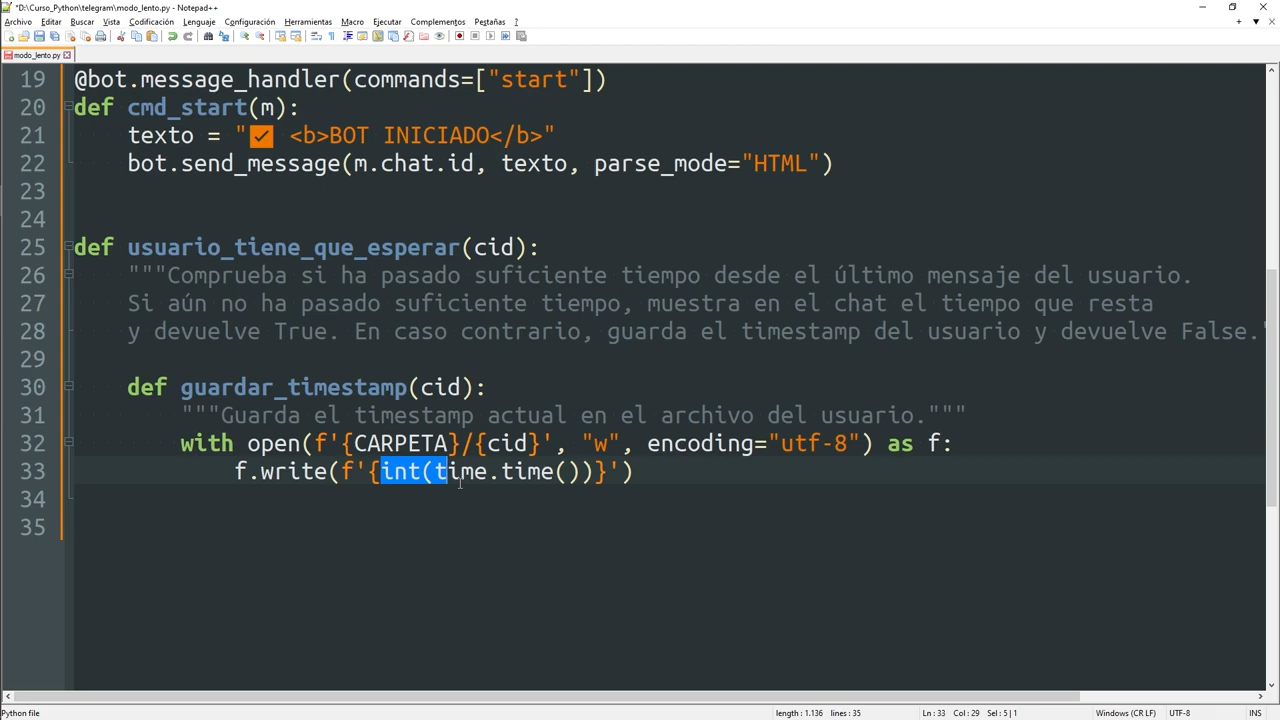 *D:\Curso_Python\telegram\modo_lento.py - Notepad++
Archivo Editar Buscar Vista Codificación Lenguaje Configuración Herramientas Macro Ejecutar Complementos Pestañas ?
modo_lento.py
19 @bot.message_handler(commands=["start"])
20 def cmd_start(m):
21 texto = "✅ <b>BOT INICIADO</b>"
22 bot.send_message(m.chat.id, texto, parse_mode="HTML")
23
24
25 def usuario_tiene_que_esperar(cid):
26 """Comprueba si ha pasado suficiente tiempo desde el último mensaje del usuario.
27 Si aún no ha pasado suficiente tiempo, muestra en el chat el tiempo que resta
28 y devuelve True. En caso contrario, guarda el timestamp del usuario y devuelve False."
29
30 def guardar_timestamp(cid):
31 """Guarda el timestamp actual en el archivo del usuario."""
32 with open(f'{CARPETA}/{cid}', "w", encoding="utf-8") as f:
33 f.write(f'{int(time.time())}')
34
35
Python file length : 1.136 lines : 35 Ln : 33 Col : 29 Sel : 5 | 1 Windows (CR LF) UTF-8 INS